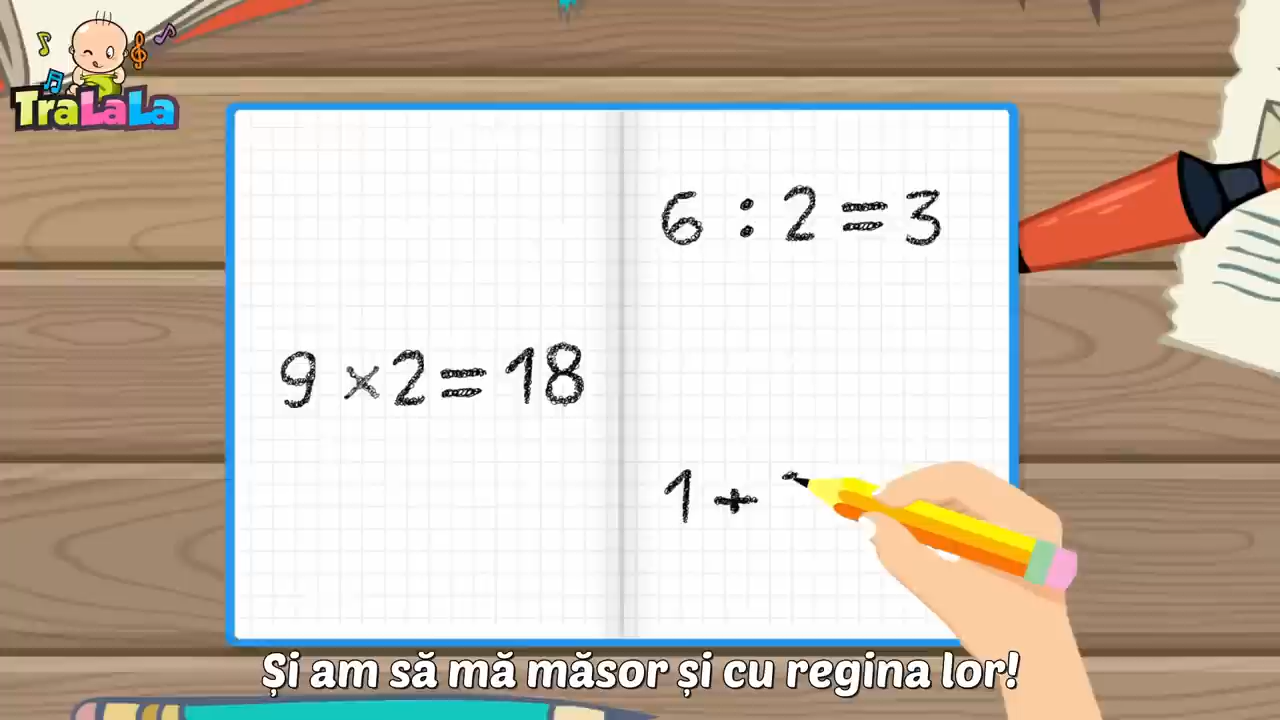 TraLaLa
9 × 2 = 18
6 : 2 = 3
1 +
Și am să mă măsor și cu regina lor!